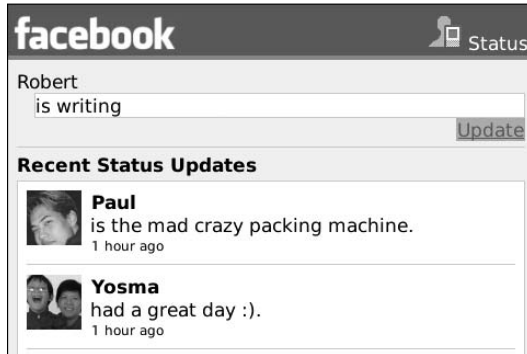 facebook
Status
Robert
is writing
Update
Recent Status Updates
Paul
is the mad crazy packing machine.
1 hour ago
Yosma
had a great day :).
1 hour ago